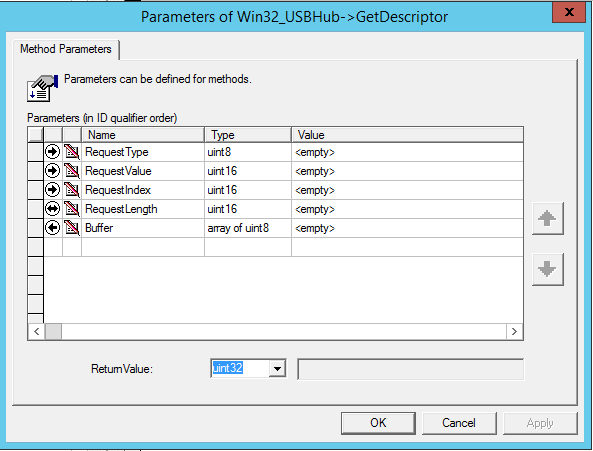 Parameters of Win32_USBHub->GetDescriptor
x
Method Parameters
Parameters can be defined for methods.
Parameters (in ID qualifier order)
Name Type Value
RequestType uint8 <empty>
RequestValue uint16 <empty>
RequestIndex uint16 <empty>
RequestLength uint16 <empty>
Buffer array of uint8 <empty>
ReturnValue: uint32
OK Cancel Apply